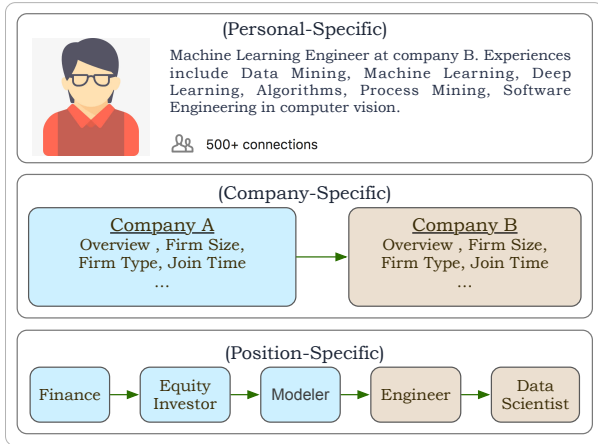 (Personal-Specific)
Machine Learning Engineer at company B. Experiences
include Data Mining, Machine Learning, Deep
Learning, Algorithms, Process Mining, Software
Engineering in computer vision.
500+ connections
(Company-Specific)
Company A
Overview , Firm Size,
Firm Type, Join Time
...
Company B
Overview , Firm Size,
Firm Type, Join Time
...
(Position-Specific)
Finance
Equity
Investor
Modeler
Engineer
Data
Scientist